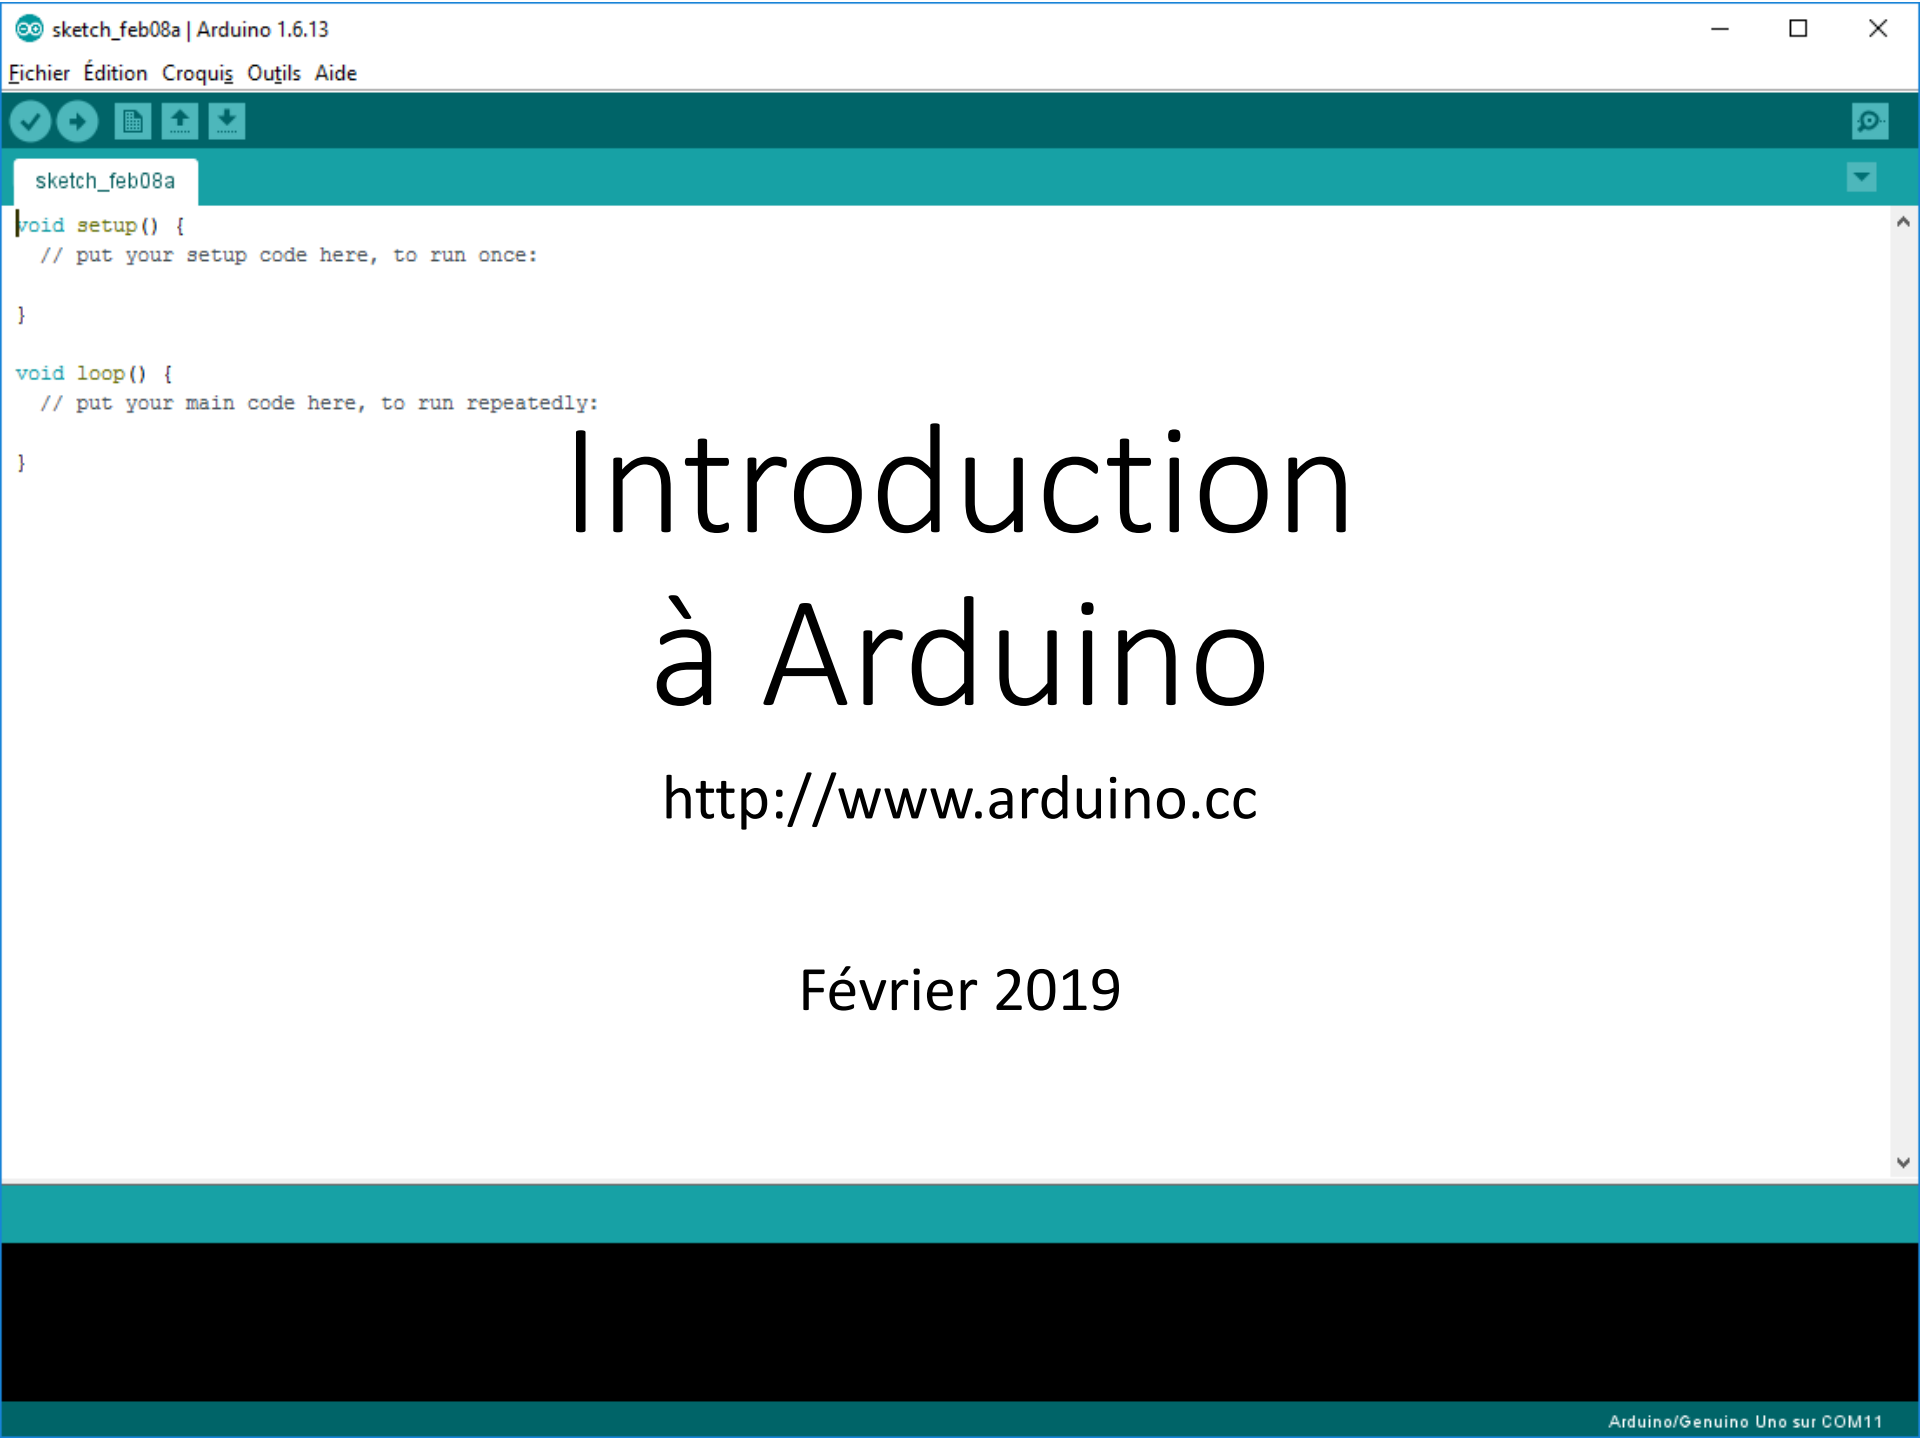 sketch_feb08a | Arduino 1.6.13
Fichier Édition Croquis Outils Aide
sketch_feb08a
void setup() {
  // put your setup code here, to run once:
}
void loop() {
  // put your main code here, to run repeatedly:
}
Introduction
à Arduino
http://www.arduino.cc
Février 2019
Arduino/Genuino Uno sur COM11